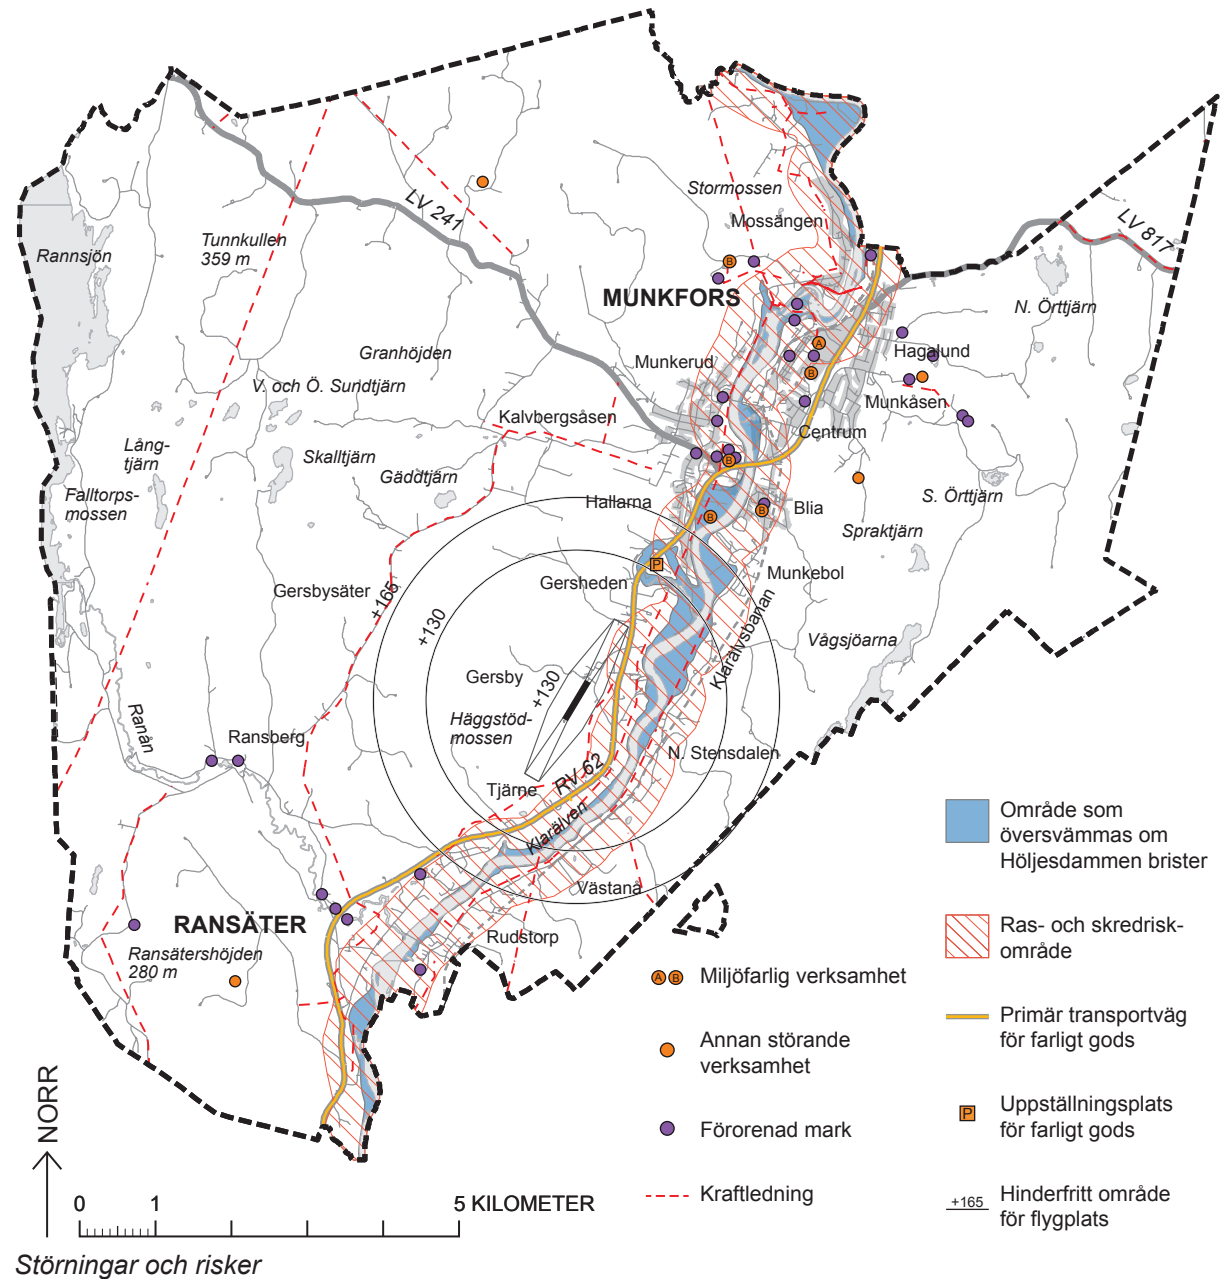 Stormossen
Mossängen
LV 241
LV 817
Rannsjön
Tunnkullen
359 m
B
MUNKFORS
N. Örttjärn
A
Granhöjden
Munkerud
Hagalund
B
V. och Ö. Sundtjärn
Munkåsen
Kalvbergsåsen
Centrum
Lång-
tjärn
Skalltjärn
B
Gäddtjärn
Falltorps-
mossen
Hallarna
S. Örttjärn
B
B
Blia
Spraktjärn
P
Gersheden
Munkebol
Gersbysäter
+165
+130
Vågsjöarna
Klarälvsbanan
Gersby
+130
Ranån
Häggstöd-
mossen
Ransberg
N. Stensdalen
RV 62
Tjärne
Klarälven
Västanå
RANSÄTER
Rudstorp
Ransätershöjden
280 m
Område som
översvämmas om
Höljesdammen brister
Ras- och skredrisk-
område
A B Miljöfarlig verksamhet
Primär transportväg
för farligt gods
Annan störande
verksamhet
P Uppställningsplats
för farligt gods
Förorenad mark
Kraftledning
+165 Hinderfritt område
för flygplats
NORR
0 1 5 KILOMETER
Störningar och risker